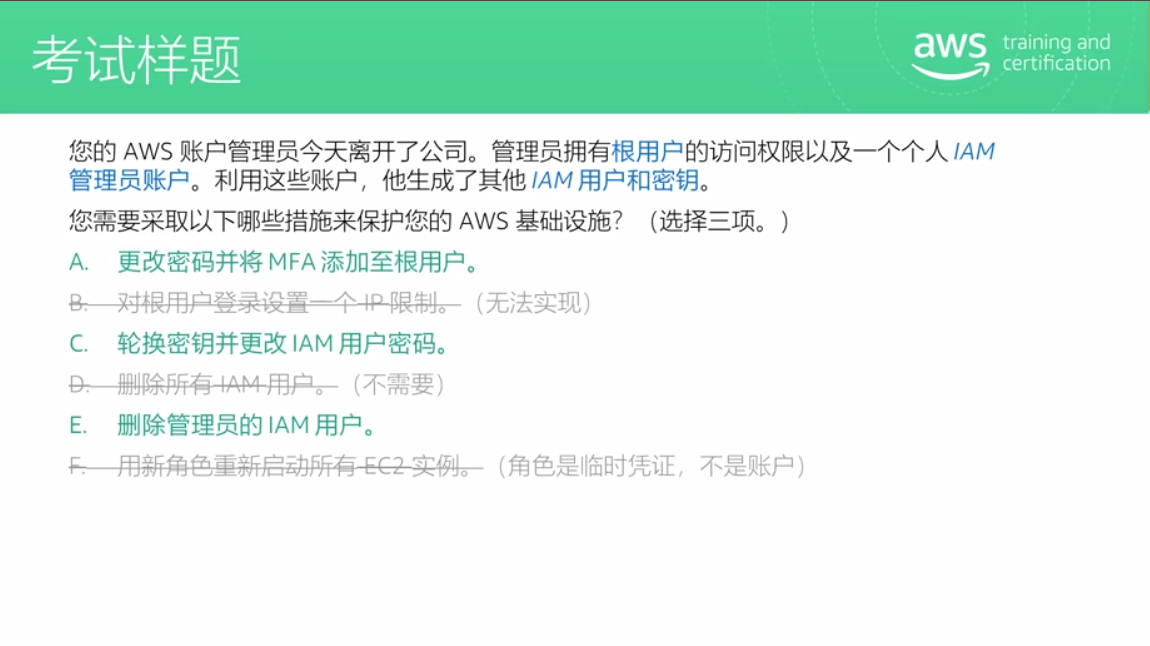 考试样题
aws training and certification
您的 AWS 账户管理员今天离开了公司。管理员拥有根用户的访问权限以及一个个人 IAM
管理员账户。利用这些账户，他生成了其他 IAM 用户和密钥。
您需要采取以下哪些措施来保护您的 AWS 基础设施？（选择三项。）
A. 更改密码并将 MFA 添加至根用户。
B. 对根用户登录设置一个 IP 限制。（无法实现）
C. 轮换密钥并更改 IAM 用户密码。
D. 删除所有 IAM 用户。（不需要）
E. 删除管理员的 IAM 用户。
F. 用新角色重新启动所有 EC2 实例。（角色是临时凭证，不是账户）